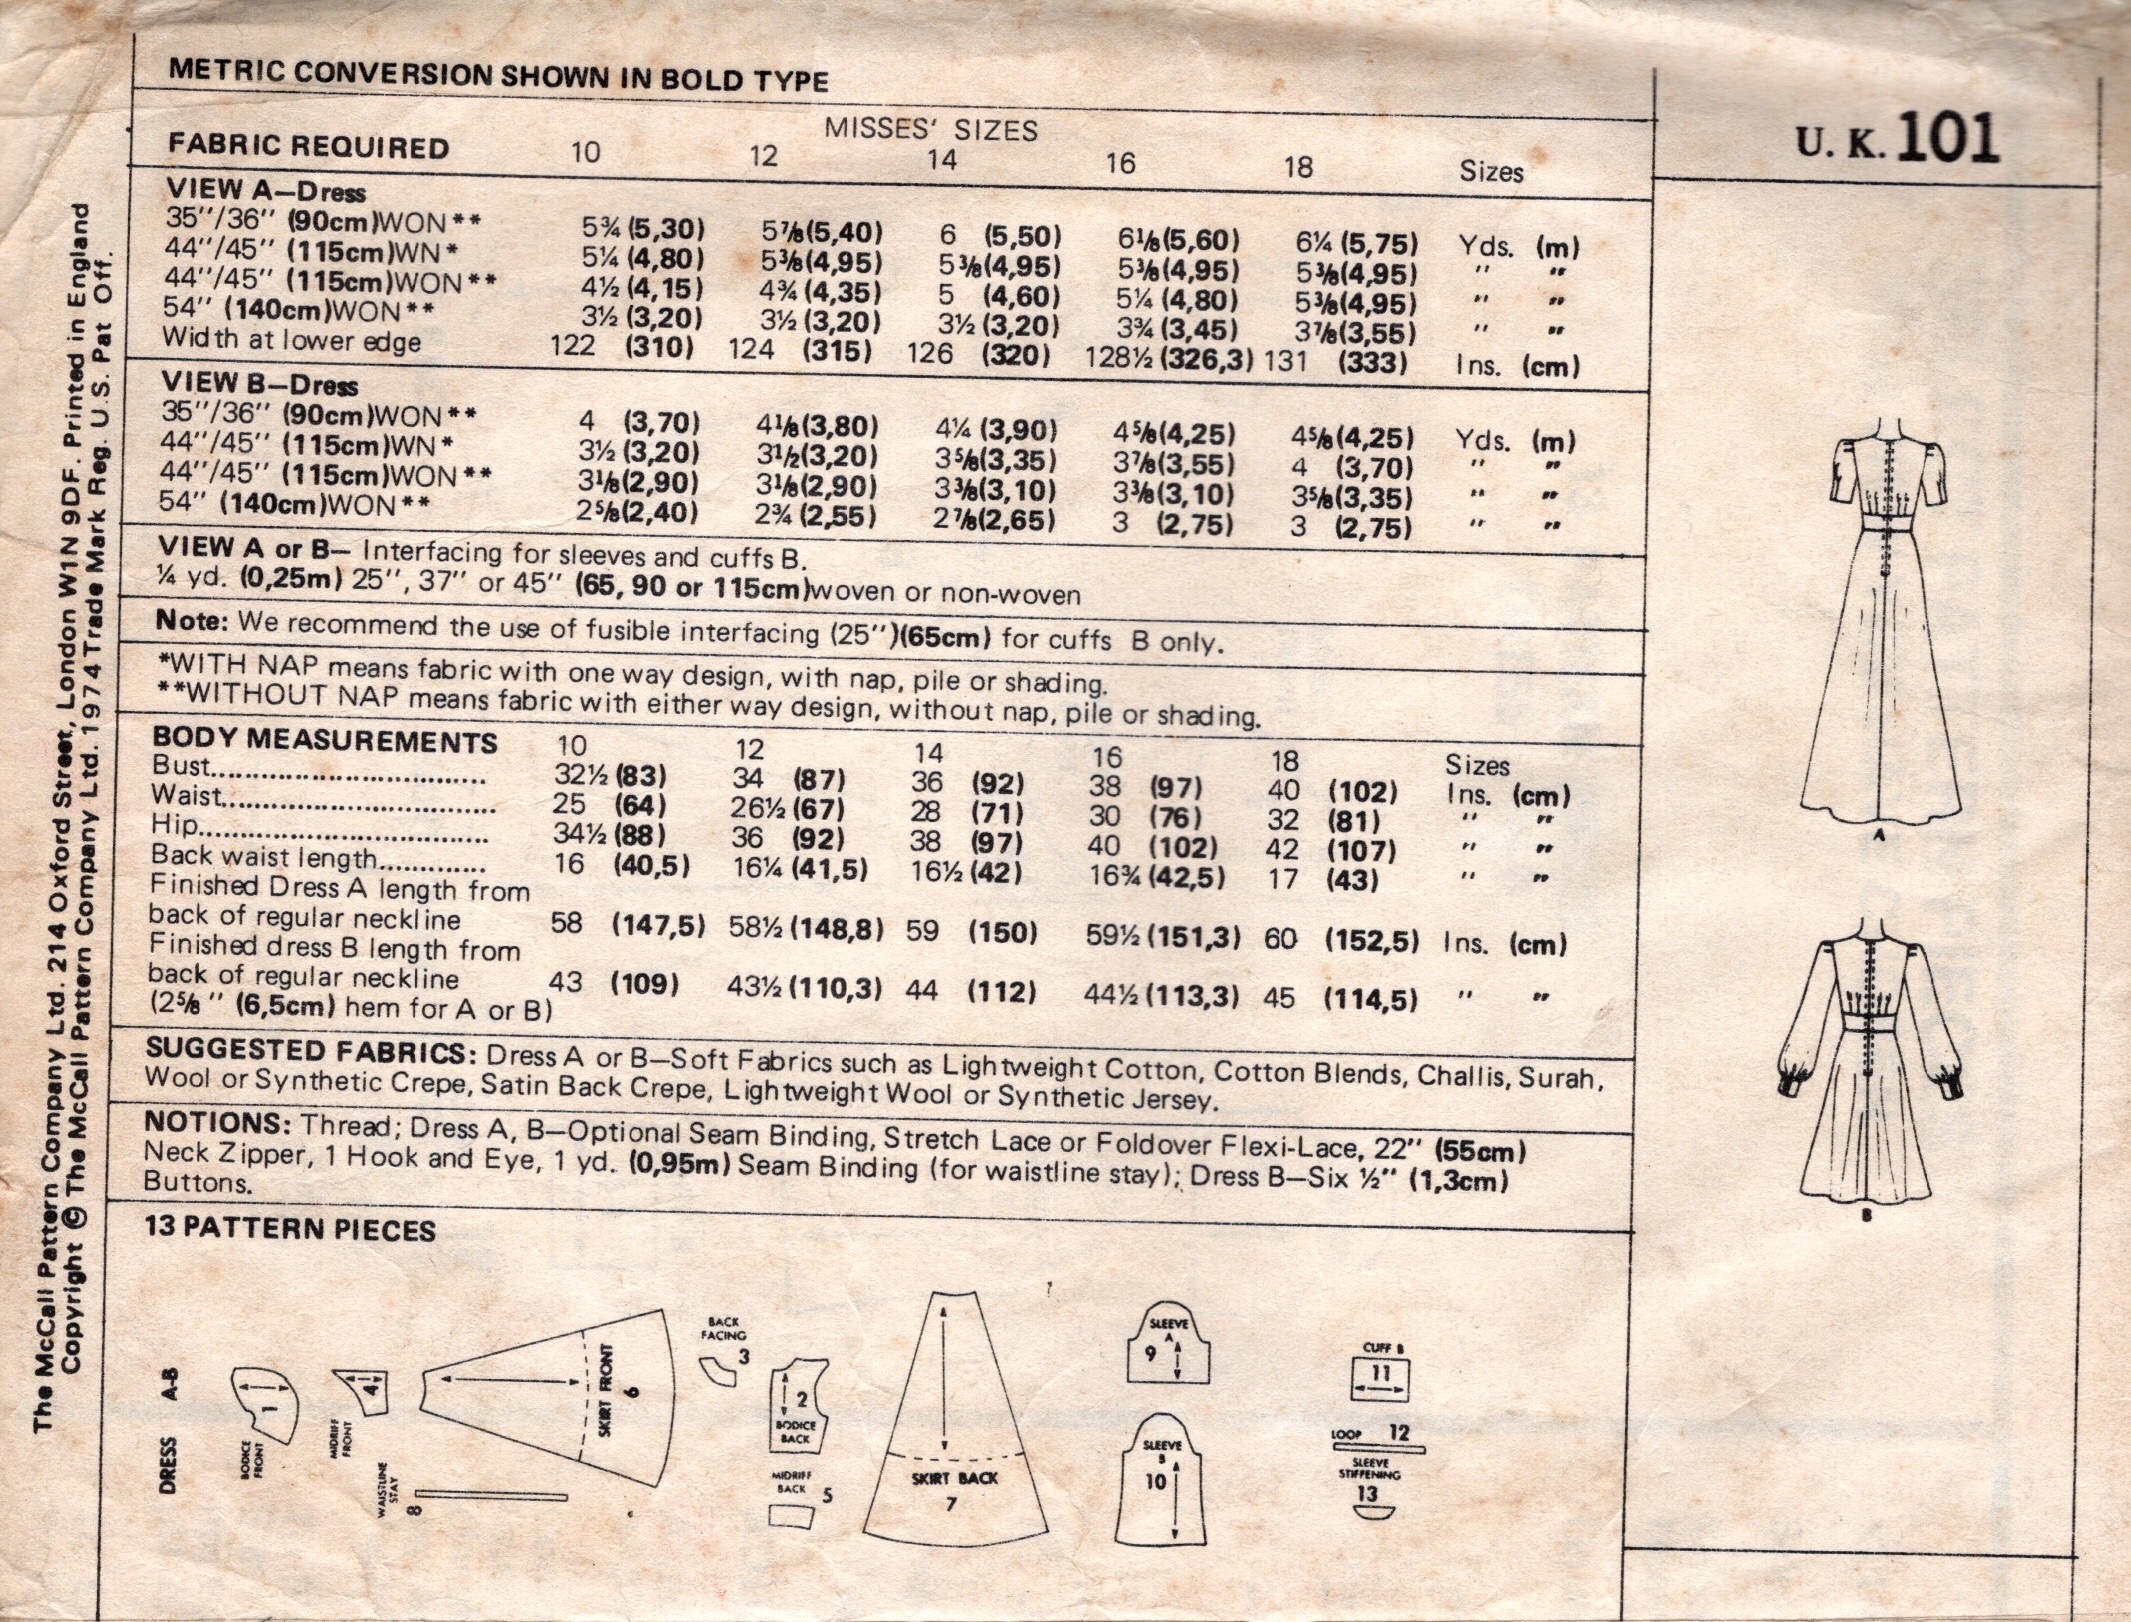 METRIC CONVERSION SHOWN IN BOLD TYPE
FABRIC REQUIRED
MISSES' SIZES
10 12 14 16 18 Sizes
VIEW A—Dress
35"/36" (90cm)WON** 5¾ (5,30) 5⅞(5,40) 6 (5,50) 6⅛(5,60) 6¼ (5,75) Yds. (m)
44"/45" (115cm)WN* 5¼ (4,80) 5⅜(4,95) 5⅜(4,95) 5⅜(4,95) 5⅜(4,95) " "
44"/45" (115cm)WON** 4½ (4,15) 4¾ (4,35) 5 (4,60) 5¼ (4,80) 5⅜(4,95) " "
54" (140cm)WON** 3½ (3,20) 3½ (3,20) 3½ (3,20) 3¾ (3,45) 3⅞(3,55) " "
Width at lower edge 122 (310) 124 (315) 126 (320) 128½ (326,3) 131 (333) Ins. (cm)
VIEW B—Dress
35"/36" (90cm)WON** 4 (3,70) 4⅛(3,80) 4¼ (3,90) 4⅝(4,25) 4⅝(4,25) Yds. (m)
44"/45" (115cm)WN* 3½ (3,20) 3½(3,20) 3⅝(3,35) 3⅞(3,55) 4 (3,70) " "
44"/45" (115cm)WON** 3⅛(2,90) 3⅛(2,90) 3⅜(3,10) 3⅜(3,10) 3⅝(3,35) " "
54" (140cm)WON** 2⅝(2,40) 2¾ (2,55) 2⅞(2,65) 3 (2,75) 3 (2,75) " "
VIEW A or B— Interfacing for sleeves and cuffs B.
¼ yd. (0,25m) 25", 37" or 45" (65, 90 or 115cm)woven or non-woven
Note: We recommend the use of fusible interfacing (25")(65cm) for cuffs B only.
*WITH NAP means fabric with one way design, with nap, pile or shading.
**WITHOUT NAP means fabric with either way design, without nap, pile or shading.
BODY MEASUREMENTS 10 12 14 16 18 Sizes
Bust................................ 32½ (83) 34 (87) 36 (92) 38 (97) 40 (102) Ins. (cm)
Waist................................ 25 (64) 26½ (67) 28 (71) 30 (76) 32 (81) " "
Hip................................ 34½ (88) 36 (92) 38 (97) 40 (102) 42 (107) " "
Back waist length............. 16 (40,5) 16¼ (41,5) 16½ (42) 16¾ (42,5) 17 (43) " "
Finished Dress A length from
back of regular neckline 58 (147,5) 58½ (148,8) 59 (150) 59½ (151,3) 60 (152,5) Ins. (cm)
Finished dress B length from
back of regular neckline 43 (109) 43½ (110,3) 44 (112) 44½ (113,3) 45 (114,5) " "
(2⅝" (6,5cm) hem for A or B)
SUGGESTED FABRICS: Dress A or B—Soft Fabrics such as Lightweight Cotton, Cotton Blends, Challis, Surah,
Wool or Synthetic Crepe, Satin Back Crepe, Lightweight Wool or Synthetic Jersey.
NOTIONS: Thread; Dress A, B—Optional Seam Binding, Stretch Lace or Foldover Flexi-Lace, 22" (55cm)
Neck Zipper, 1 Hook and Eye, 1 yd. (0,95m) Seam Binding (for waistline stay); Dress B—Six ½" (1,3cm)
Buttons.
13 PATTERN PIECES
DRESS A-B
1
BODICE
FRONT
4
MIDRIFF
FRONT
SKIRT FRONT
6
WAISTLINE
STAY
8
BACK
FACING
3
2
BODICE
BACK
MIDRIFF
BACK
5
SKIRT BACK
7
SLEEVE
A
9
SLEEVE
B
10
CUFF B
11
LOOP 12
SLEEVE
STIFFENING
13
U. K. 101
A
B
The McCall Pattern Company Ltd. 214 Oxford Street, London W1N 9DF. Printed in England
Copyright © The McCall Pattern Company Ltd. 1974 Trade Mark Reg. U.S. Pat Off.